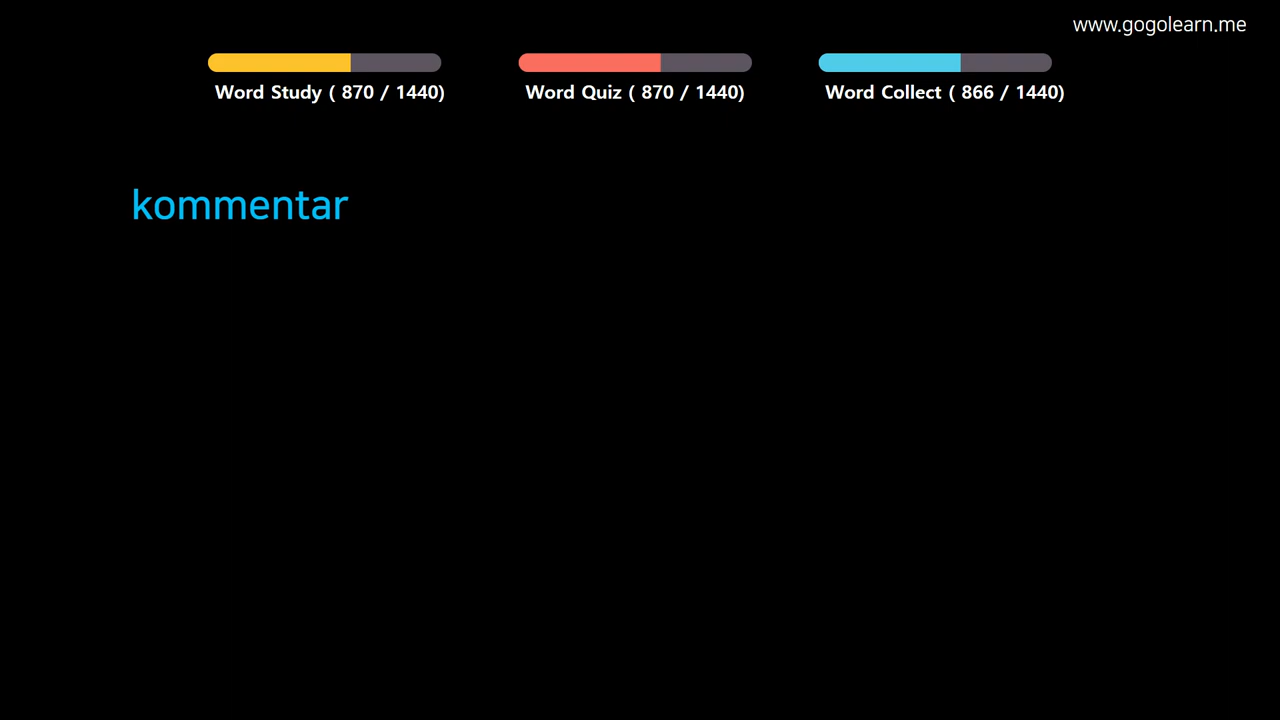 www.gogolearn.me
Word Study ( 870 / 1440)
Word Quiz ( 870 / 1440)
Word Collect ( 866 / 1440)
kommentar